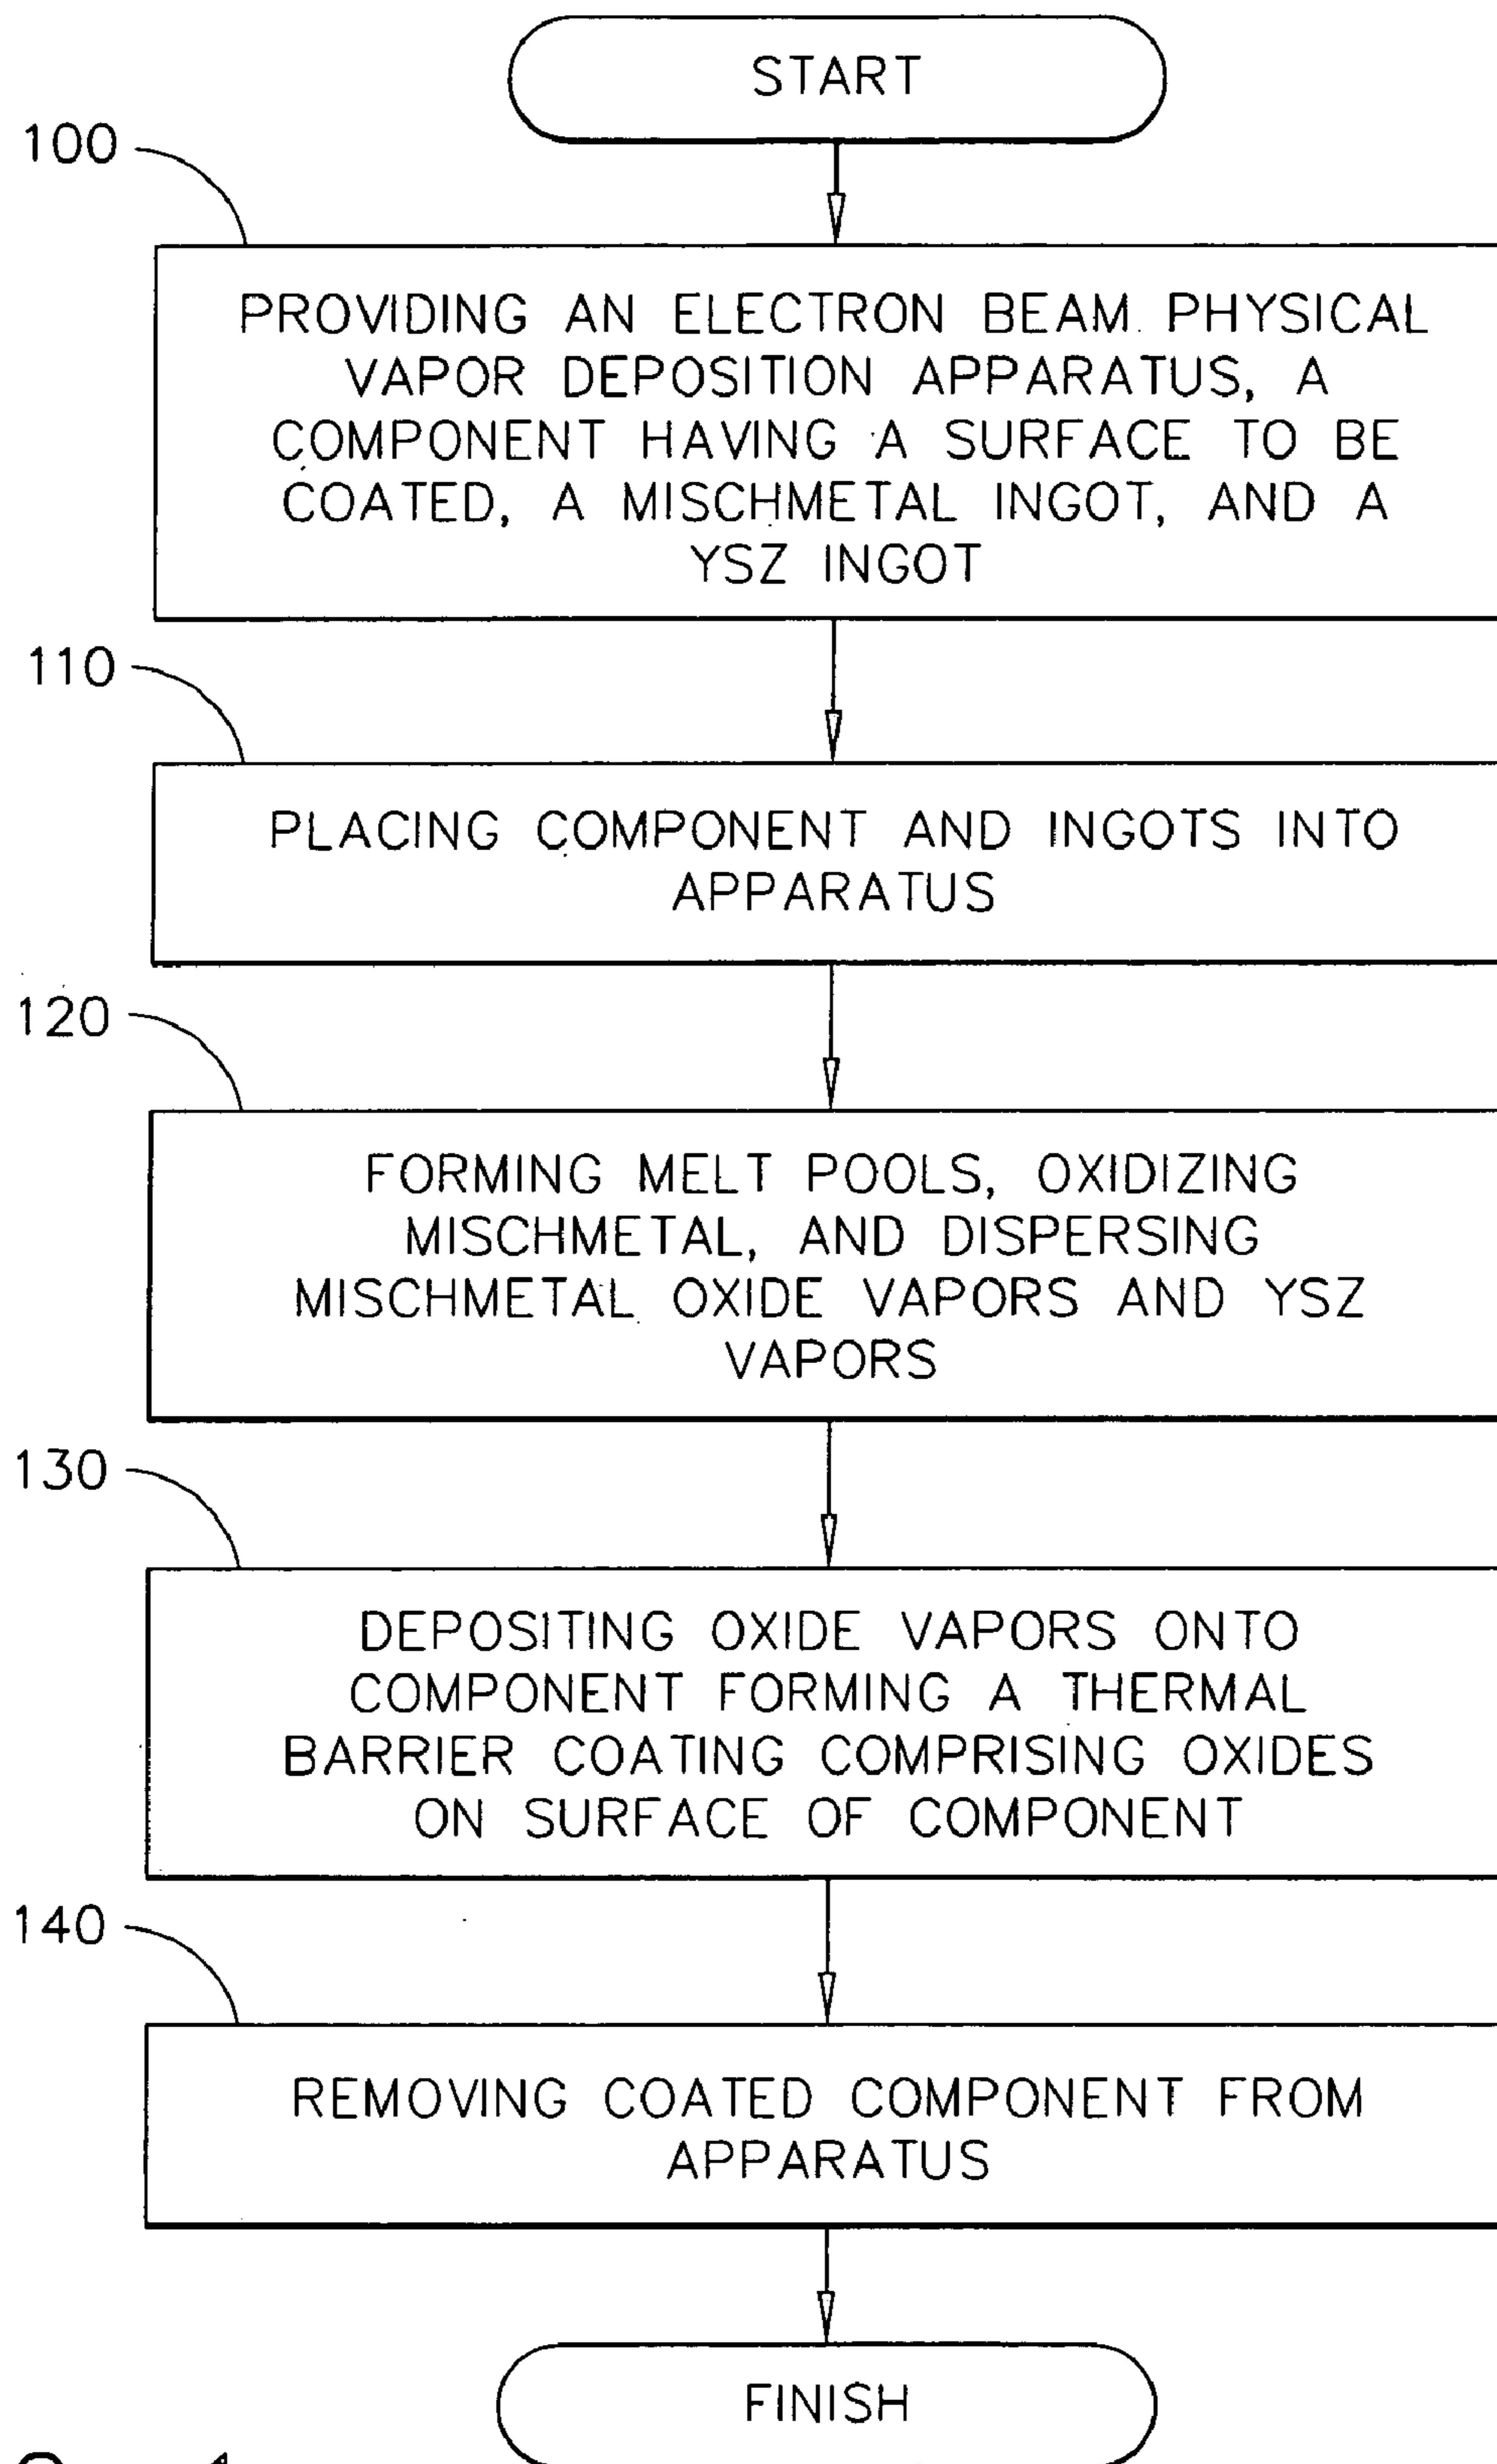 START
100
PROVIDING AN ELECTRON BEAM PHYSICAL
VAPOR DEPOSITION APPARATUS, A
COMPONENT HAVING A SURFACE TO BE
COATED, A MISCHMETAL INGOT, AND A
YSZ INGOT
110
PLACING COMPONENT AND INGOTS INTO
APPARATUS
120
FORMING MELT POOLS, OXIDIZING
MISCHMETAL, AND DISPERSING
MISCHMETAL OXIDE VAPORS AND YSZ
VAPORS
130
DEPOSITING OXIDE VAPORS ONTO
COMPONENT FORMING A THERMAL
BARRIER COATING COMPRISING OXIDES
ON SURFACE OF COMPONENT
140
REMOVING COATED COMPONENT FROM
APPARATUS
FINISH